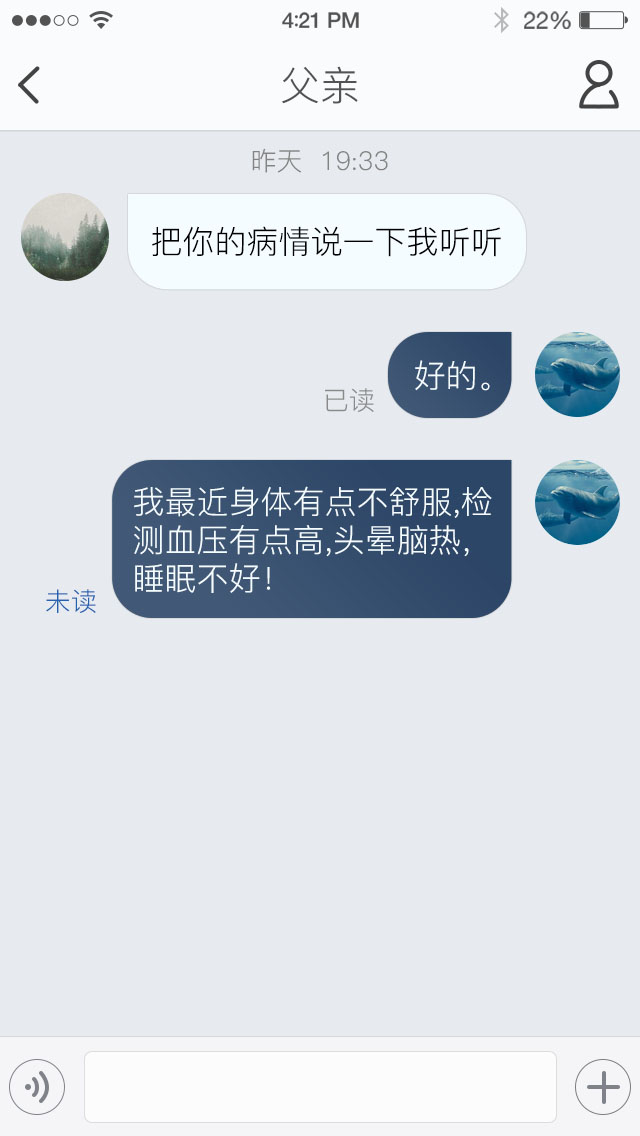 4:21 PM
22%
父亲
昨天 19:33
把你的病情说一下我听听
好的。
已读
我最近身体有点不舒服,检
测血压有点高,头晕脑热，
睡眠不好！
未读